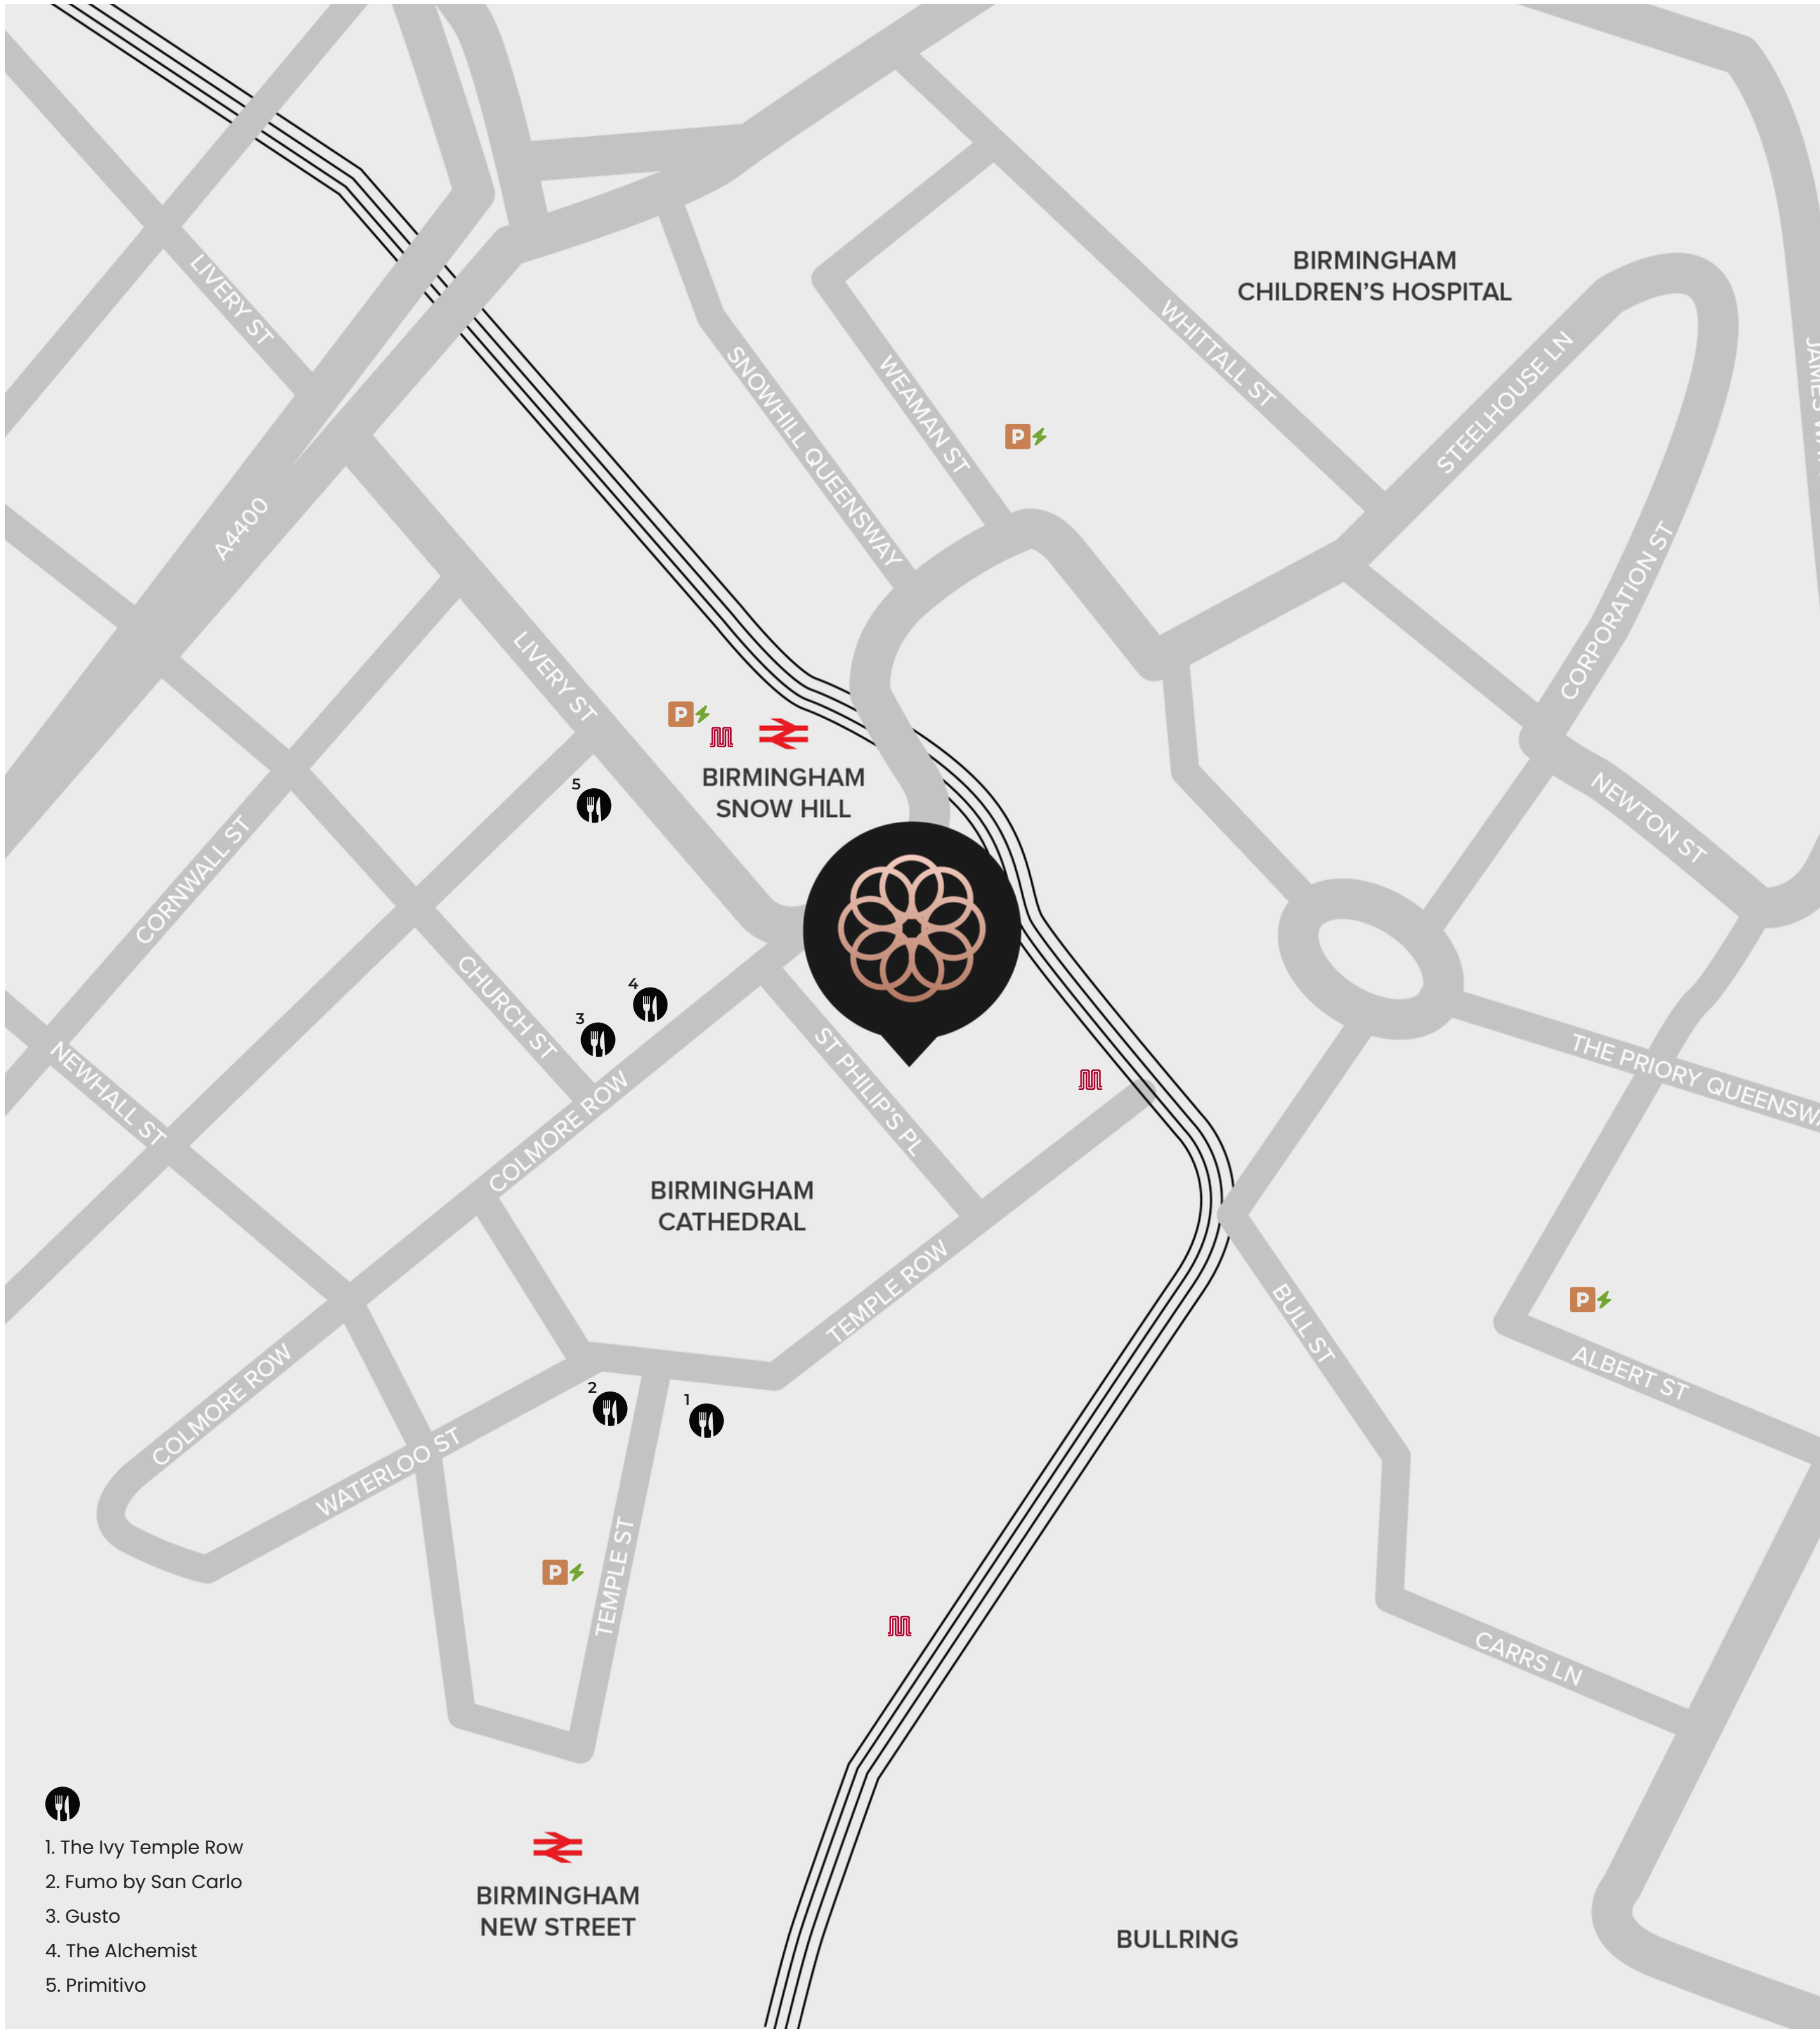 BIRMINGHAM
CHILDREN'S HOSPITAL
LIVERY ST
WHITTALL ST
STEELHOUSE LN
SNOWHILL QUEENSWAY
WEAMAN ST
P
A4400
CORPORATION ST
LIVERY ST
P
BIRMINGHAM
SNOW HILL
5
NEWTON ST
CORNWALL ST
CHURCH ST
4
3
ST PHILIP'S PL
THE PRIORY QUEENSWA
NEWHALL ST
COLMORE ROW
BIRMINGHAM
CATHEDRAL
TEMPLE ROW
BULL ST
P
ALBERT ST
COLMORE ROW
2
1
WATERLOO ST
P
TEMPLE ST
CARRS LN
1. The Ivy Temple Row
2. Fumo by San Carlo
3. Gusto
4. The Alchemist
5. Primitivo
BIRMINGHAM
NEW STREET
BULLRING